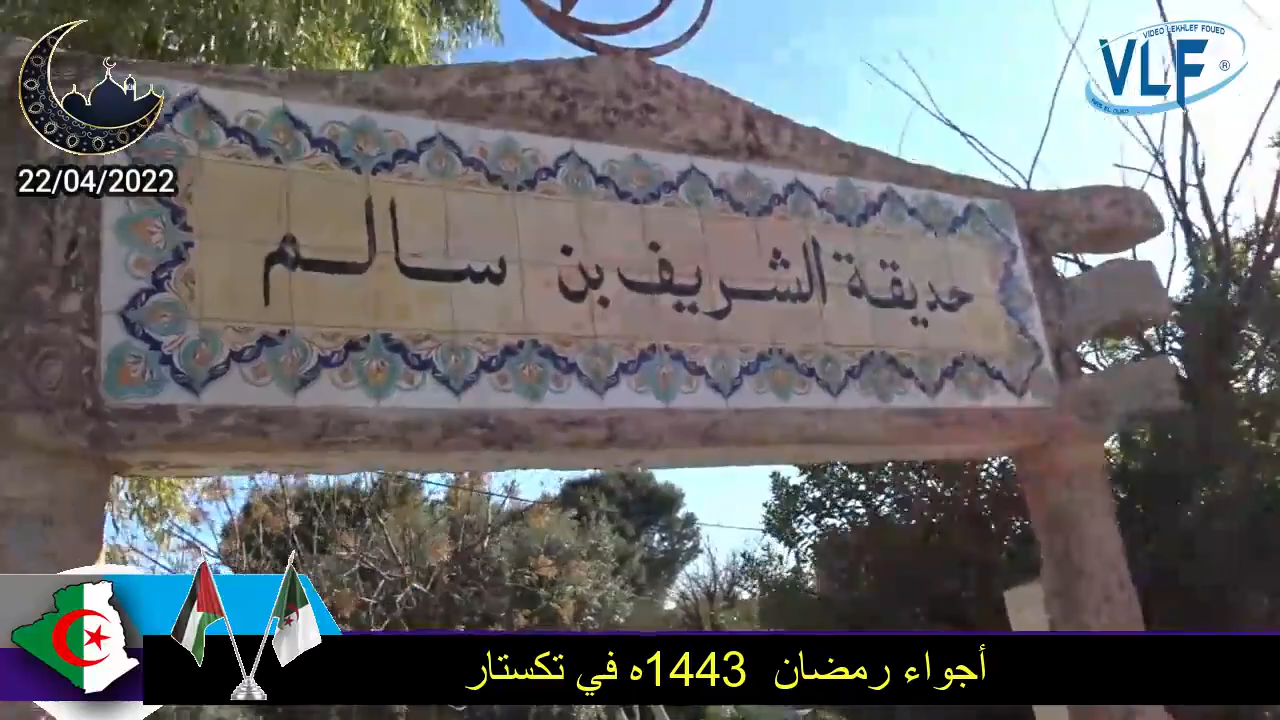 VIDEO LEKHLEF FOUED
VLF®
22/04/2022
حديقة الشريف بن سالم
أجواء رمضان 1443ه في تكستار